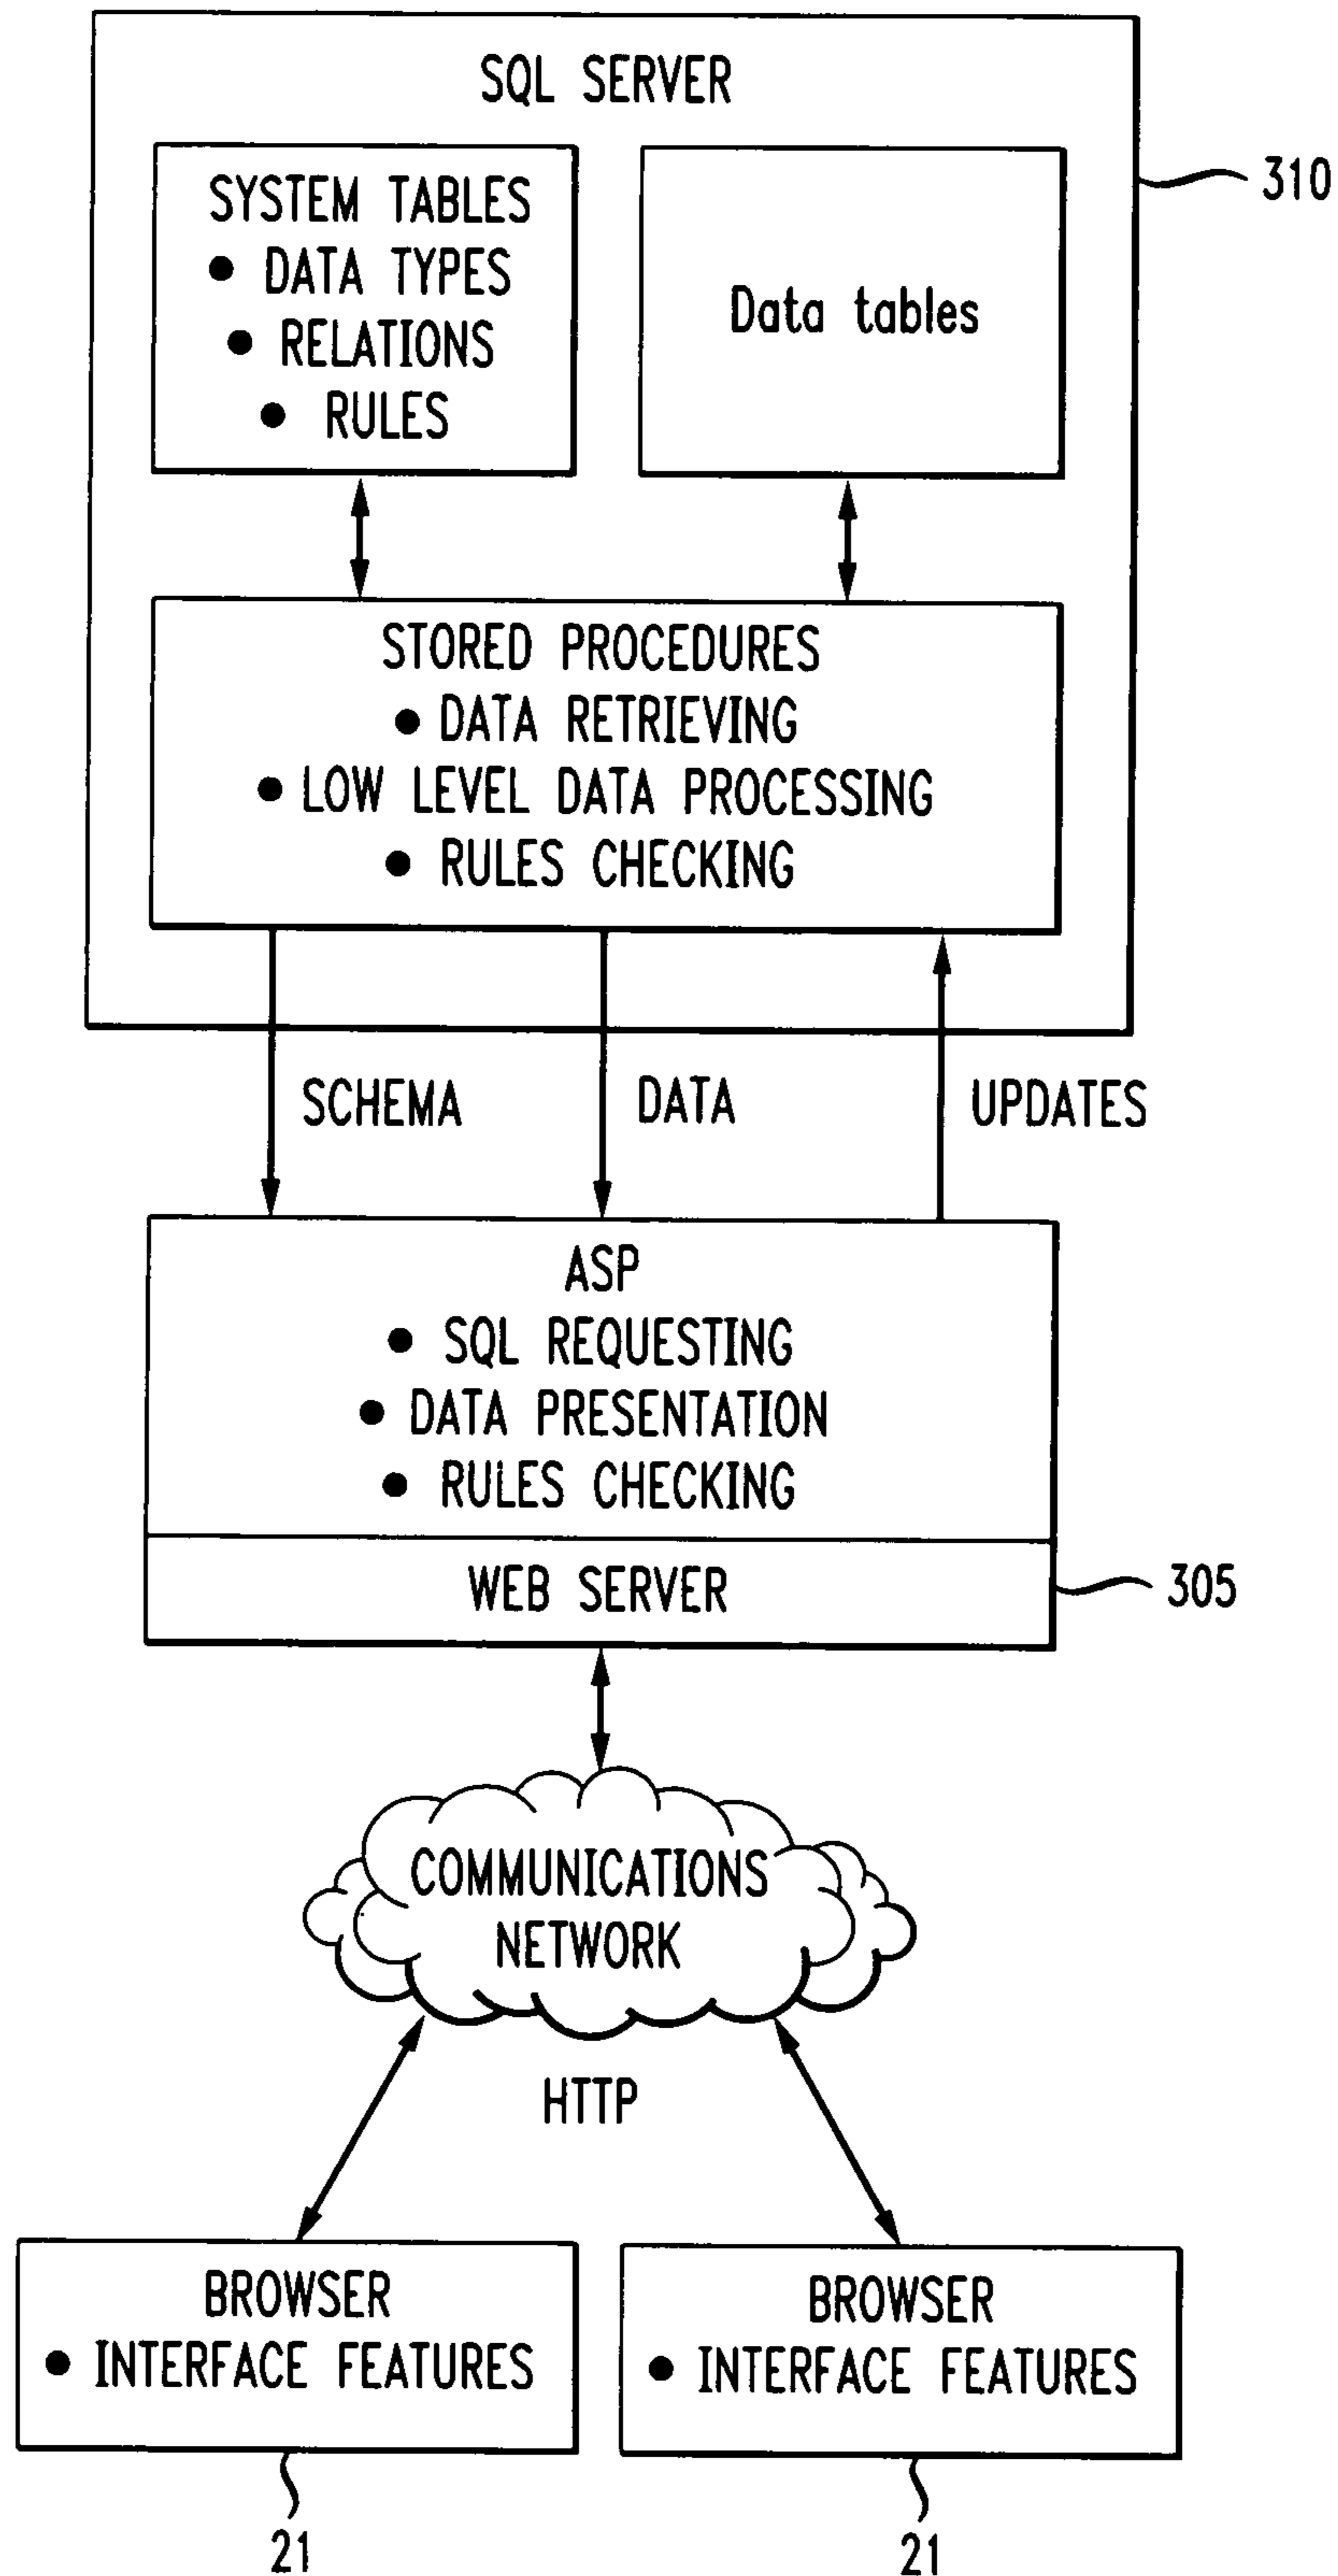 SQL SERVER
310
SYSTEM TABLES
● DATA TYPES
● RELATIONS
● RULES
Data tables
STORED PROCEDURES
● DATA RETRIEVING
● LOW LEVEL DATA PROCESSING
● RULES CHECKING
SCHEMA
DATA
UPDATES
ASP
● SQL REQUESTING
● DATA PRESENTATION
● RULES CHECKING
WEB SERVER
305
COMMUNICATIONS
NETWORK
HTTP
BROWSER
● INTERFACE FEATURES
21
BROWSER
● INTERFACE FEATURES
21